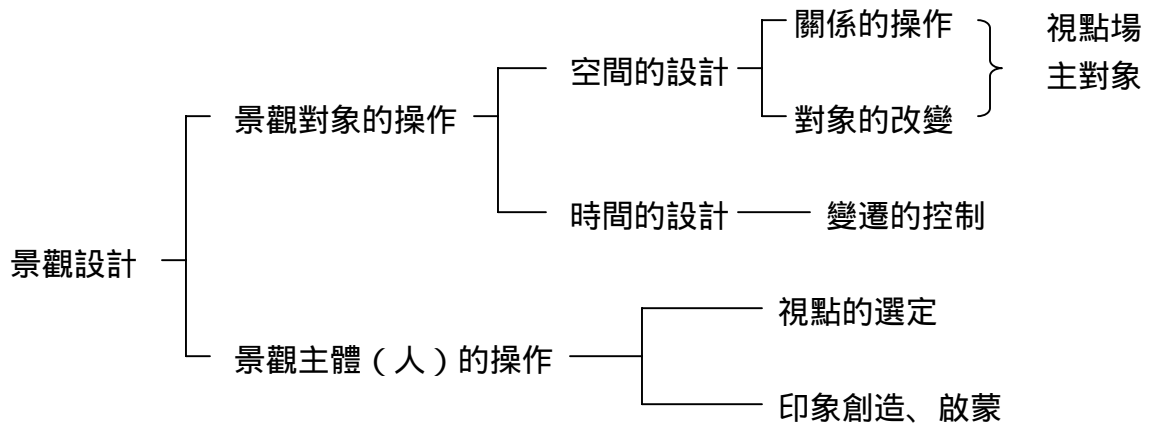 景觀設計
景觀對象的操作
空間的設計
關係的操作
對象的改變
視點場
主對象
時間的設計
變遷的控制
景觀主體(人)的操作
視點的選定
印象創造、啟蒙